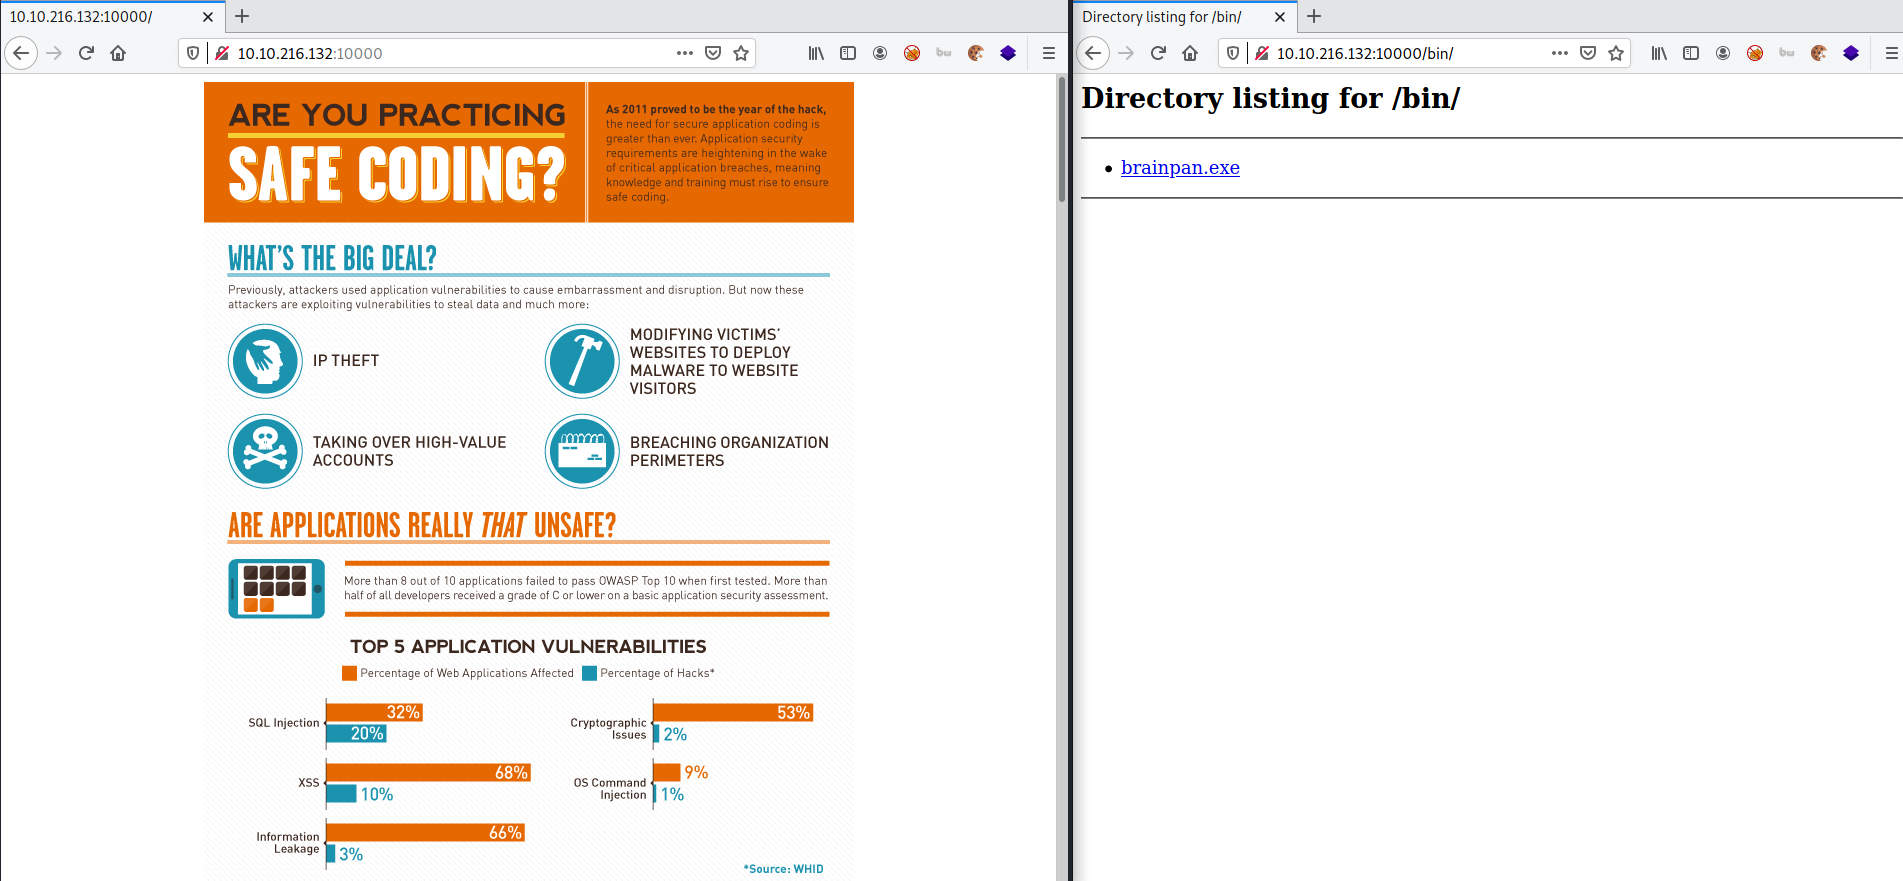 10.10.216.132:10000/
10.10.216.132:10000
ARE YOU PRACTICING
SAFE CODING?
As 2011 proved to be the year of the hack,
the need for secure application coding is
greater than ever. Application security
requirements are heightening in the wake
of critical application breaches, meaning
knowledge and training must rise to ensure
safe coding.
WHAT'S THE BIG DEAL?
Previously, attackers used application vulnerabilities to cause embarrassment and disruption. But now these
attackers are exploiting vulnerabilities to steal data and much more:
IP THEFT
MODIFYING VICTIMS'
WEBSITES TO DEPLOY
MALWARE TO WEBSITE
VISITORS
TAKING OVER HIGH-VALUE
ACCOUNTS
BREACHING ORGANIZATION
PERIMETERS
ARE APPLICATIONS REALLY THAT UNSAFE?
More than 8 out of 10 applications failed to pass OWASP Top 10 when first tested. More than
half of all developers received a grade of C or lower on a basic application security assessment.
TOP 5 APPLICATION VULNERABILITIES
Percentage of Web Applications Affected
Percentage of Hacks*
SQL Injection
32%
20%
XSS
68%
10%
Information
Leakage
66%
3%
Cryptographic
Issues
53%
2%
OS Command
Injection
9%
1%
*Source: WHID
Directory listing for /bin/
10.10.216.132:10000/bin/
Directory listing for /bin/
brainpan.exe